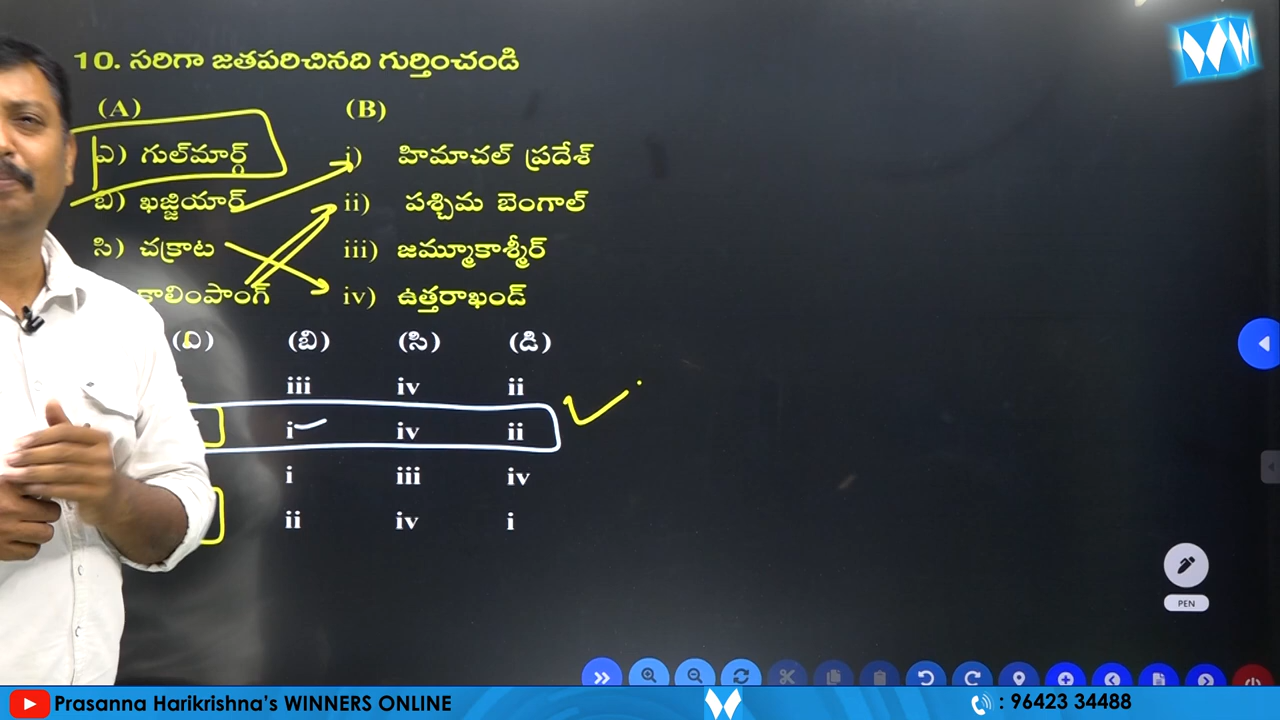 10. సరిగా జతపరిచినది గుర్తించండి
(A) (B)
ఎ) గుల్‌మార్గ్ i) హిమాచల్ ప్రదేశ్
బి) ఖజ్జియార్ ii) పశ్చిమ బెంగాల్
సి) చక్రాట iii) జమ్మూకాశ్మీర్
కాలింపాంగ్ iv) ఉత్తరాఖండ్
(ఎ) (బి) (సి) (డి)
iii iv ii
i iv ii
i iii iv
ii iv i
PEN
Prasanna Harikrishna's WINNERS ONLINE : 96423 34488